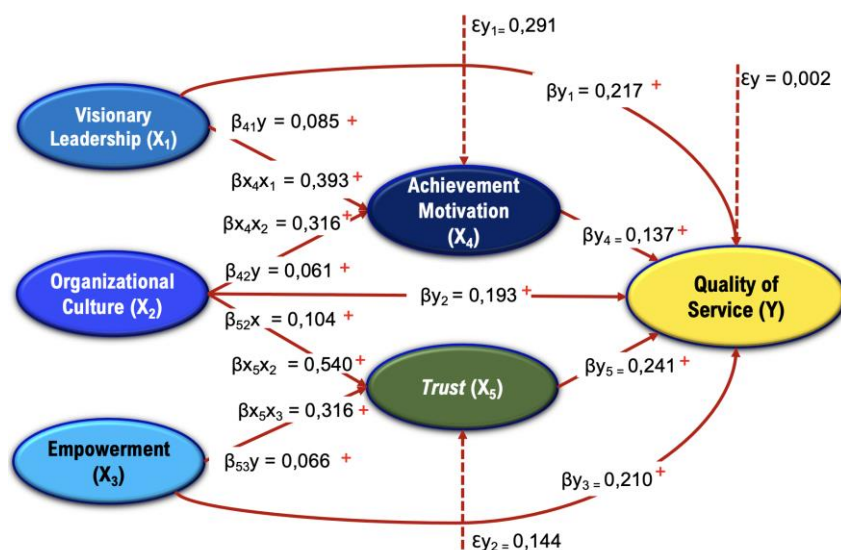 εy₁₌ 0,291
βy₁ = 0,217 +
εy = 0,002
Visionary
Leadership (X₁)
β₄₁y = 0,085 +
βx₄x₁ = 0,393 +
Achievement
Motivation
(X₄)
βx₄x₂ = 0,316 +
βy₄₌ 0,137 +
β₄₂y = 0,061 +
Organizational
Culture (X₂)
βy₂ = 0,193 +
Quality of
Service (Y)
β₅₂x = 0,104 +
βx₅x₂ = 0,540 +
Trust (X₅)
βy₅ ₌ 0,241 +
βx₅x₃ = 0,316 +
Empowerment
(X₃)
β₅₃y = 0,066 +
βy₃ ₌ 0,210 +
εy₂ ₌ 0,144